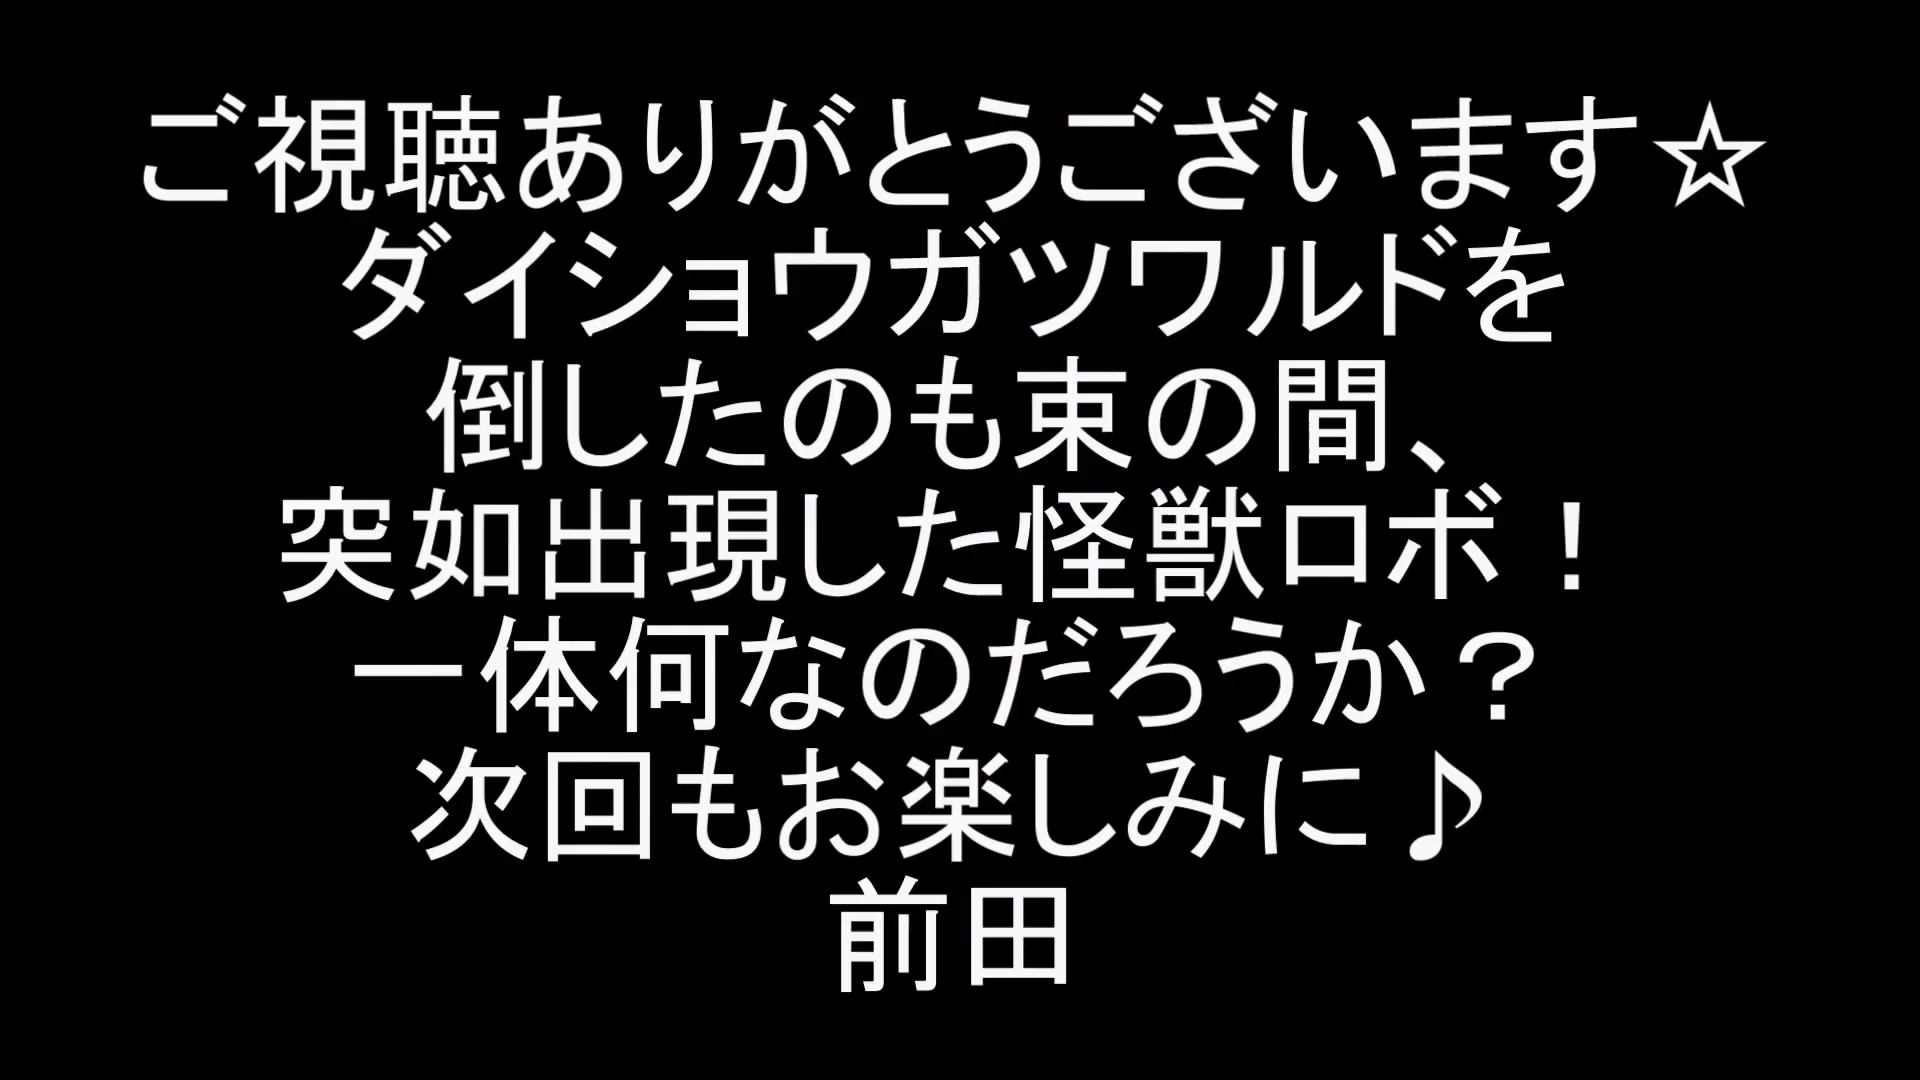 ご視聴ありがとうございます☆
ダイショウガツワルドを
倒したのも束の間、
突如出現した怪獣ロボ！
一体何なのだろうか？
次回もお楽しみに♪
前田